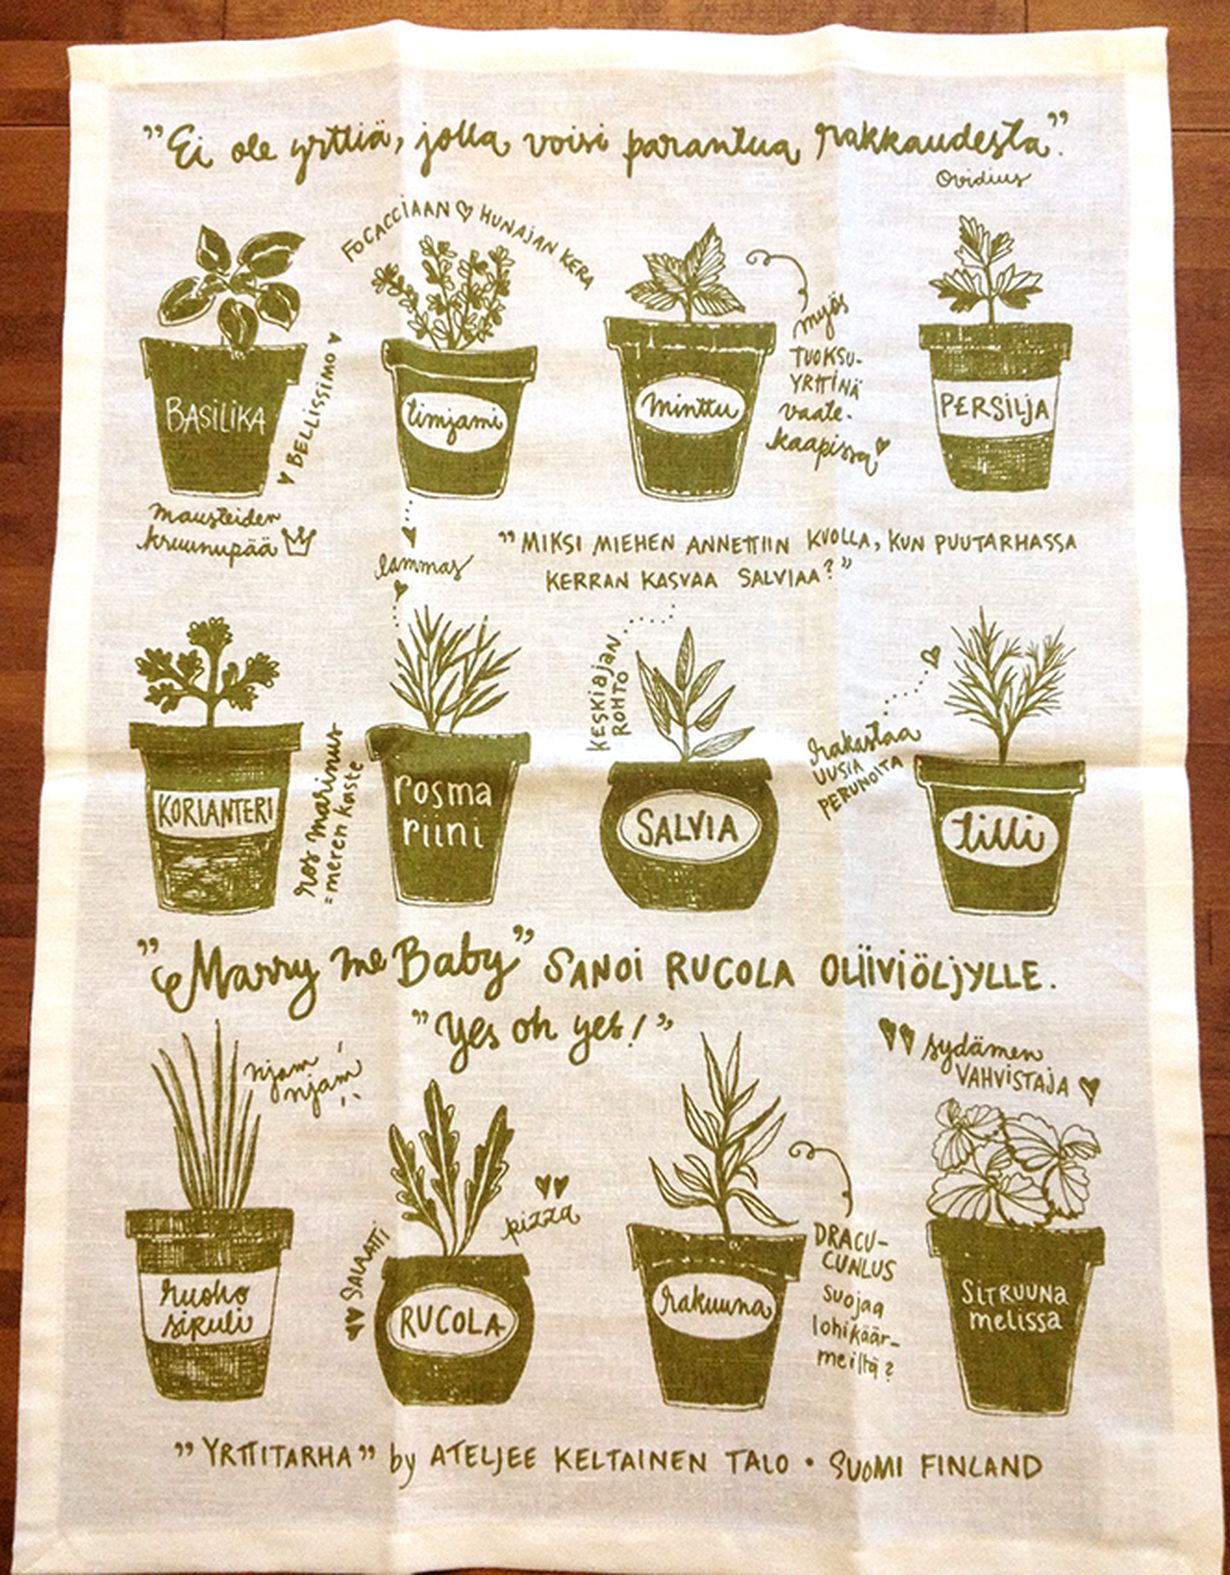 "Ei ole yrttiä, jolla voisi parantua rakkaudesta."
Ovidius
FOCACCIAAN HUNAJAN KERA
BASILIKA
BELLISSIMO
timjami
minttu
myös
TUOKSU-
YRTTINÄ
vaate-
kaapissa
PERSILJA
mausteiden
kruunupää
lammas
"MIKSI MIEHEN ANNETTIIN KUOLLA, KUN PUUTARHASSA
KERRAN KASVAA SALVIAA?"
KORIANTERI
ros marinus
=meren kaste
rosma
riini
KESKIAJAN
ROHTO
SALVIA
rakastaa
UUSIA
PERUNOITA
tilli
"Marry me Baby" SANOI RUCOLA OLIIVIÖLJYLLE.
"Yes oh yes!"
njam
njam
sydämen
VAHVISTAJA
ruoho
sipuli
SALAATTI
pizza
RUCOLA
rakuuna
DRACU-
CUNLUS
suojaa
lohikäär-
meiltä?
SITRUUNA
melissa
"YRTTITARHA" by ATELJEE KELTAINEN TALO • SUOMI FINLAND